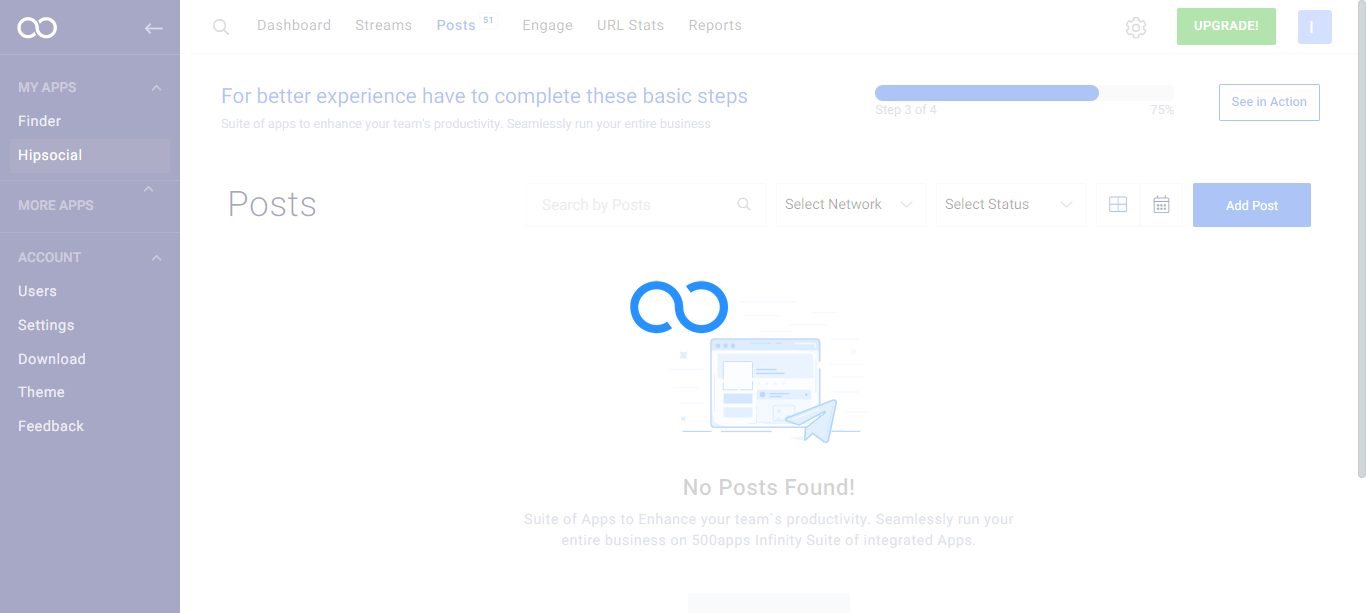 Dashboard Streams Posts 51 Engage URL Stats Reports UPGRADE! I
MY APPS
Finder
Hipsocial
MORE APPS
ACCOUNT
Users
Settings
Download
Theme
Feedback
For better experience have to complete these basic steps
Suite of apps to enhance your team's productivity. Seamlessly run your entire business
Step 3 of 4 75%
See in Action
Posts
Search by Posts Select Network Select Status Add Post
No Posts Found!
Suite of Apps to Enhance your team`s productivity. Seamlessly run your
entire business on 500apps Infinity Suite of integrated Apps.